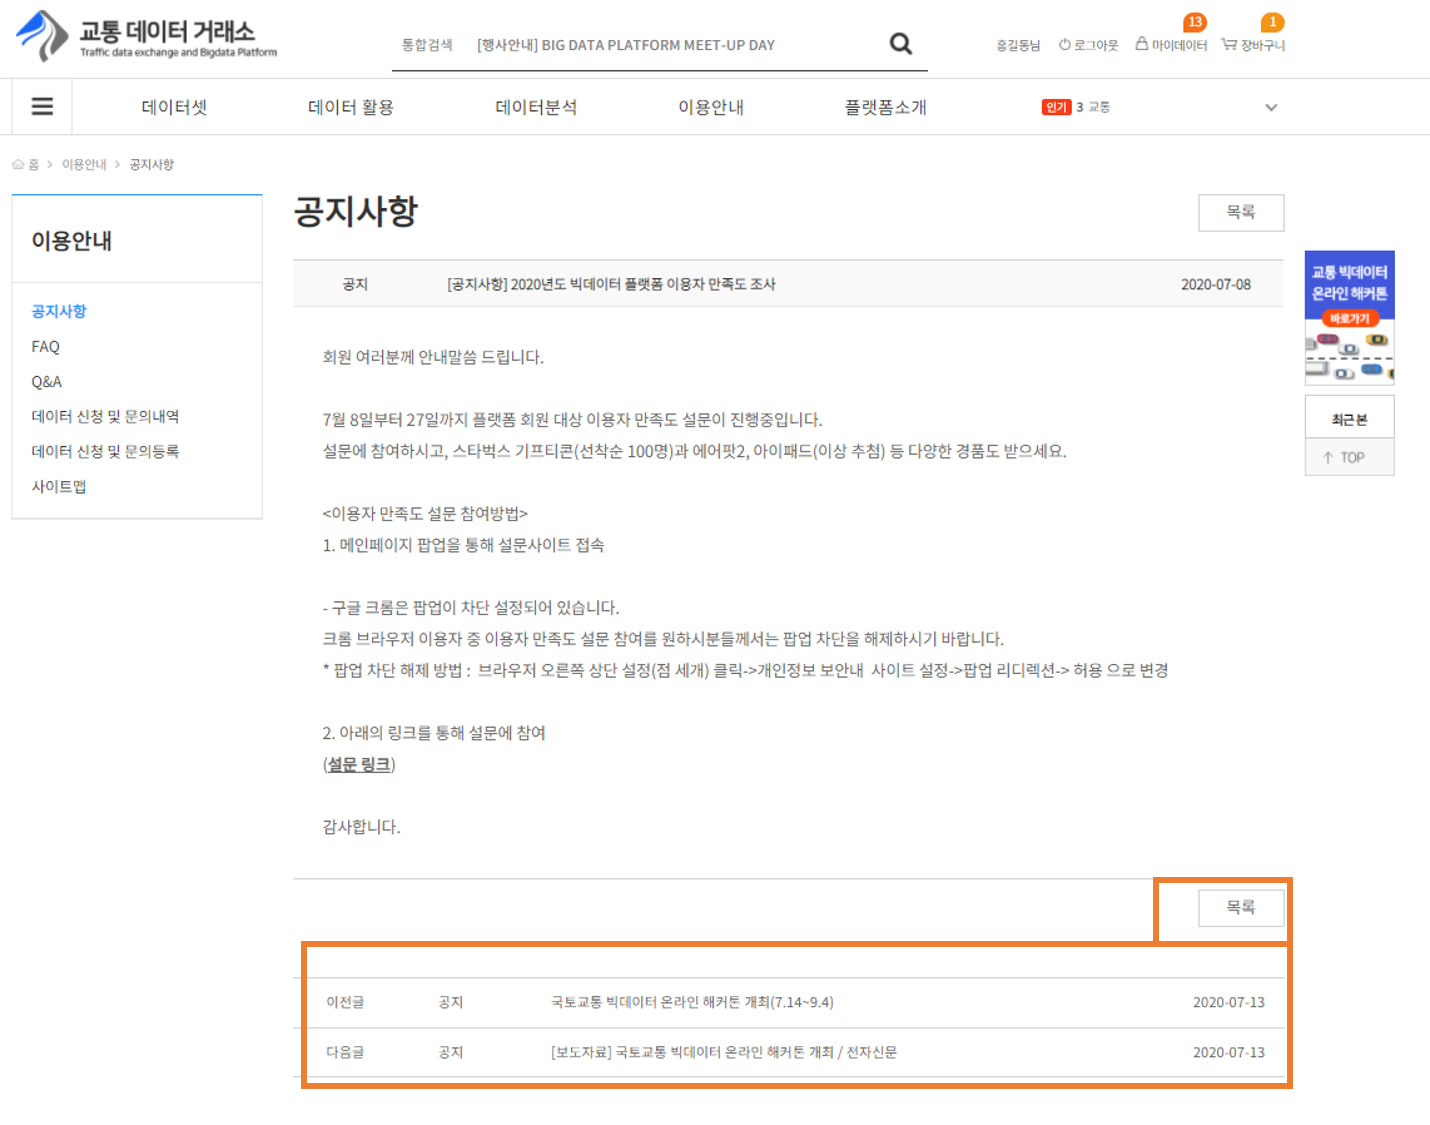 교통 데이터 거래소
Traffic data exchange and Bigdata Platform
통합검색 [행사안내] BIG DATA PLATFORM MEET-UP DAY
홍길동님 로그아웃 마이데이터 13 장바구니 1
데이터셋 데이터 활용 데이터분석 이용안내 플랫폼소개 인기 3 교통
홈 > 이용안내 > 공지사항
이용안내
공지사항
FAQ
Q&A
데이터 신청 및 문의내역
데이터 신청 및 문의등록
사이트맵
공지사항
목록
공지 [공지사항] 2020년도 빅데이터 플랫폼 이용자 만족도 조사 2020-07-08
회원 여러분께 안내말씀 드립니다.
7월 8일부터 27일까지 플랫폼 회원 대상 이용자 만족도 설문이 진행중입니다.
설문에 참여하시고, 스타벅스 기프티콘(선착순 100명)과 에어팟2, 아이패드(이상 추첨) 등 다양한 경품도 받으세요.
<이용자 만족도 설문 참여방법>
1. 메인페이지 팝업을 통해 설문사이트 접속
- 구글 크롬은 팝업이 차단 설정되어 있습니다.
크롬 브라우저 이용자 중 이용자 만족도 설문 참여를 원하시분들께서는 팝업 차단을 해제하시기 바랍니다.
* 팝업 차단 해제 방법 : 브라우저 오른쪽 상단 설정(점 세개) 클릭->개인정보 보안내 사이트 설정->팝업 리디렉션-> 허용 으로 변경
2. 아래의 링크를 통해 설문에 참여
(설문 링크)
감사합니다.
목록
이전글 공지 국토교통 빅데이터 온라인 해커톤 개최(7.14~9.4) 2020-07-13
다음글 공지 [보도자료] 국토교통 빅데이터 온라인 해커톤 개최 / 전자신문 2020-07-13
교통 빅데이터
온라인 해커톤
바로가기
최근본
↑ TOP